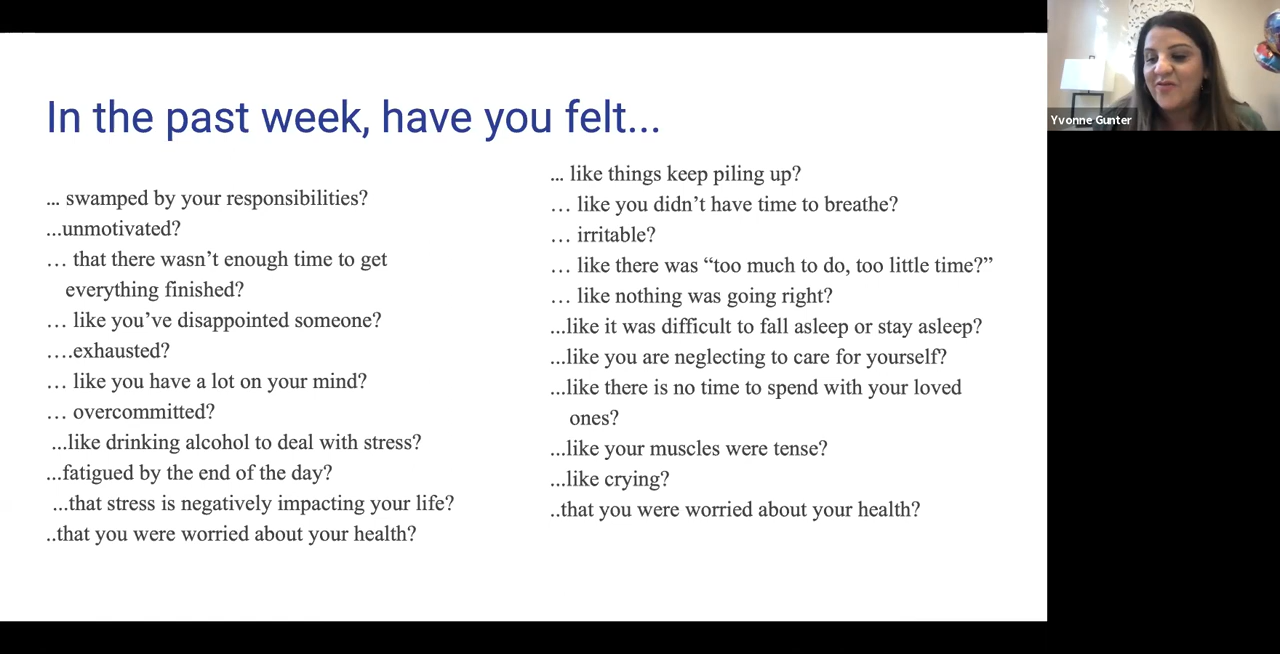 In the past week, have you felt...
... swamped by your responsibilities?
...unmotivated?
… that there wasn’t enough time to get
everything finished?
… like you’ve disappointed someone?
….exhausted?
… like you have a lot on your mind?
… overcommitted?
...like drinking alcohol to deal with stress?
...fatigued by the end of the day?
...that stress is negatively impacting your life?
..that you were worried about your health?
... like things keep piling up?
… like you didn’t have time to breathe?
… irritable?
… like there was “too much to do, too little time?”
… like nothing was going right?
...like it was difficult to fall asleep or stay asleep?
...like you are neglecting to care for yourself?
...like there is no time to spend with your loved
ones?
...like your muscles were tense?
...like crying?
..that you were worried about your health?
Yvonne Gunter